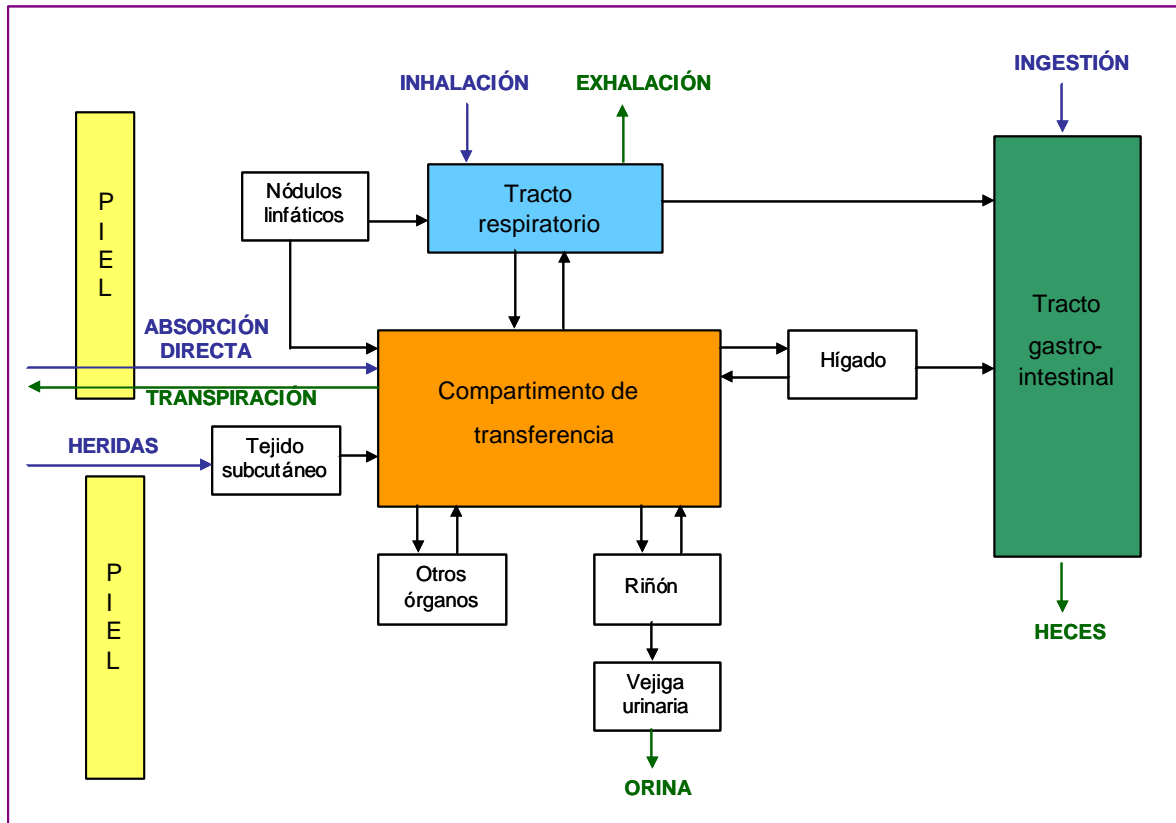 INGESTIÓN
INHALACIÓN
EXHALACIÓN
P
I
E
L
Nódulos
linfáticos
Tracto
respiratorio
Tracto
gastro-
intestinal
ABSORCIÓN
DIRECTA
TRANSPIRACIÓN
Compartimento de
transferencia
Hígado
HERIDAS
Tejido
subcutáneo
P
I
E
L
Otros
órganos
Riñón
HECES
Vejiga
urinaria
ORINA